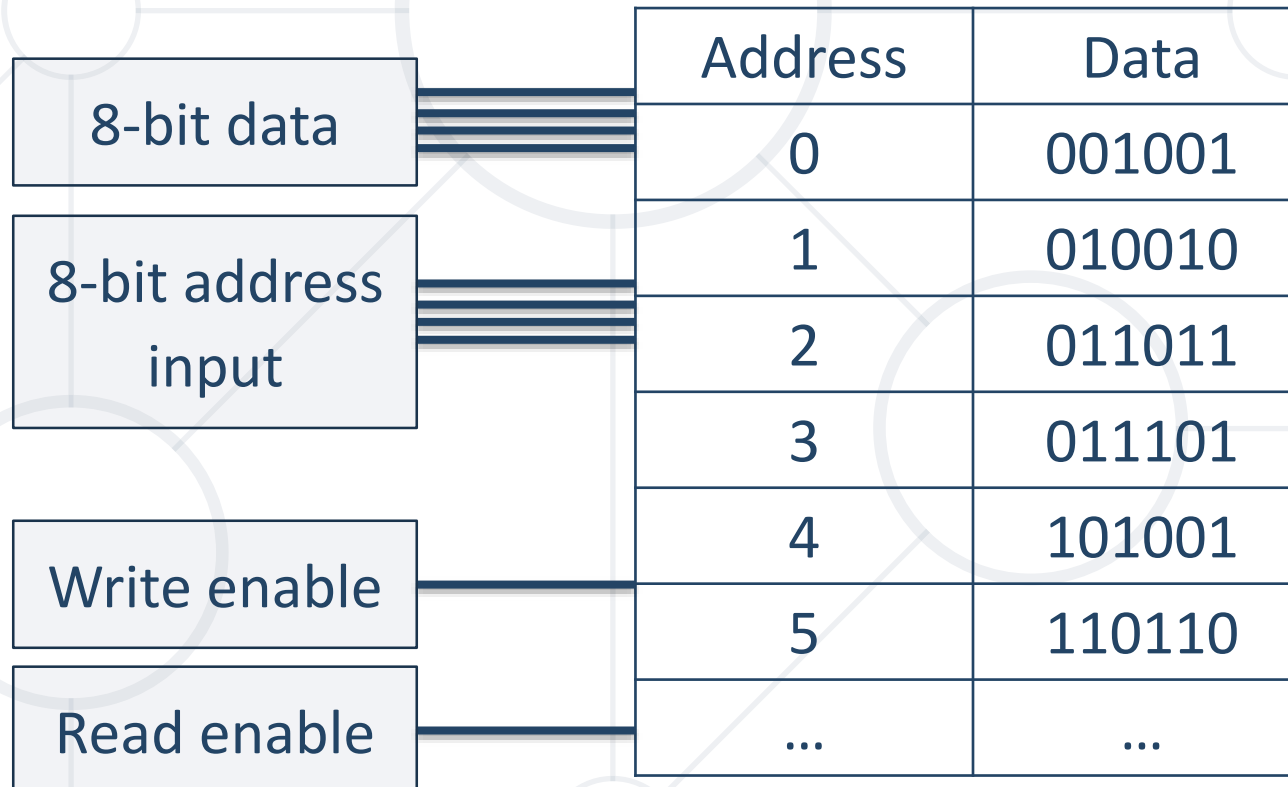 8-bit data
8-bit address
input
Write enable
Read enable
Address Data
0 001001
1 010010
2 011011
3 011101
4 101001
5 110110
... ...